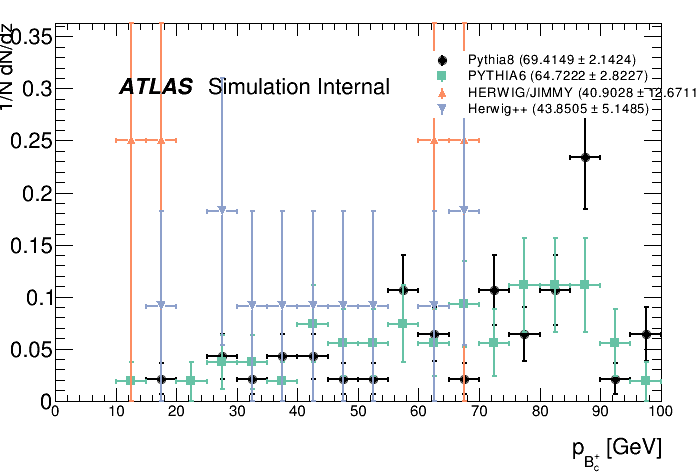 1/N dN/dz
0.35
0.3
0.25
0.2
0.15
0.1
0.05
0
ATLAS Simulation Internal
Pythia8 (69.4149 ± 2.1424)
PYTHIA6 (64.7222 ± 2.8227)
HERWIG/JIMMY (40.9028 ± 12.6711
Herwig++ (43.8505 ± 5.1485)
0 10 20 30 40 50 60 70 80 90 100
p_{B_c^+} [GeV]